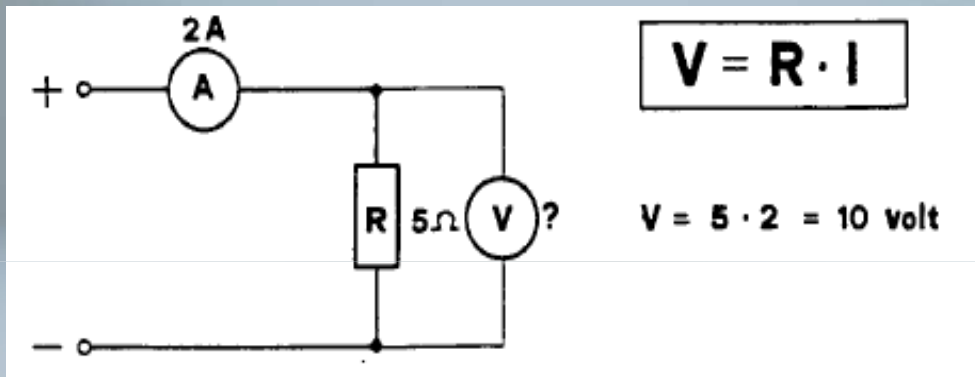 2A
+ A
R 5Ω V ?
−
V = R · I
V = 5 · 2 = 10 volt